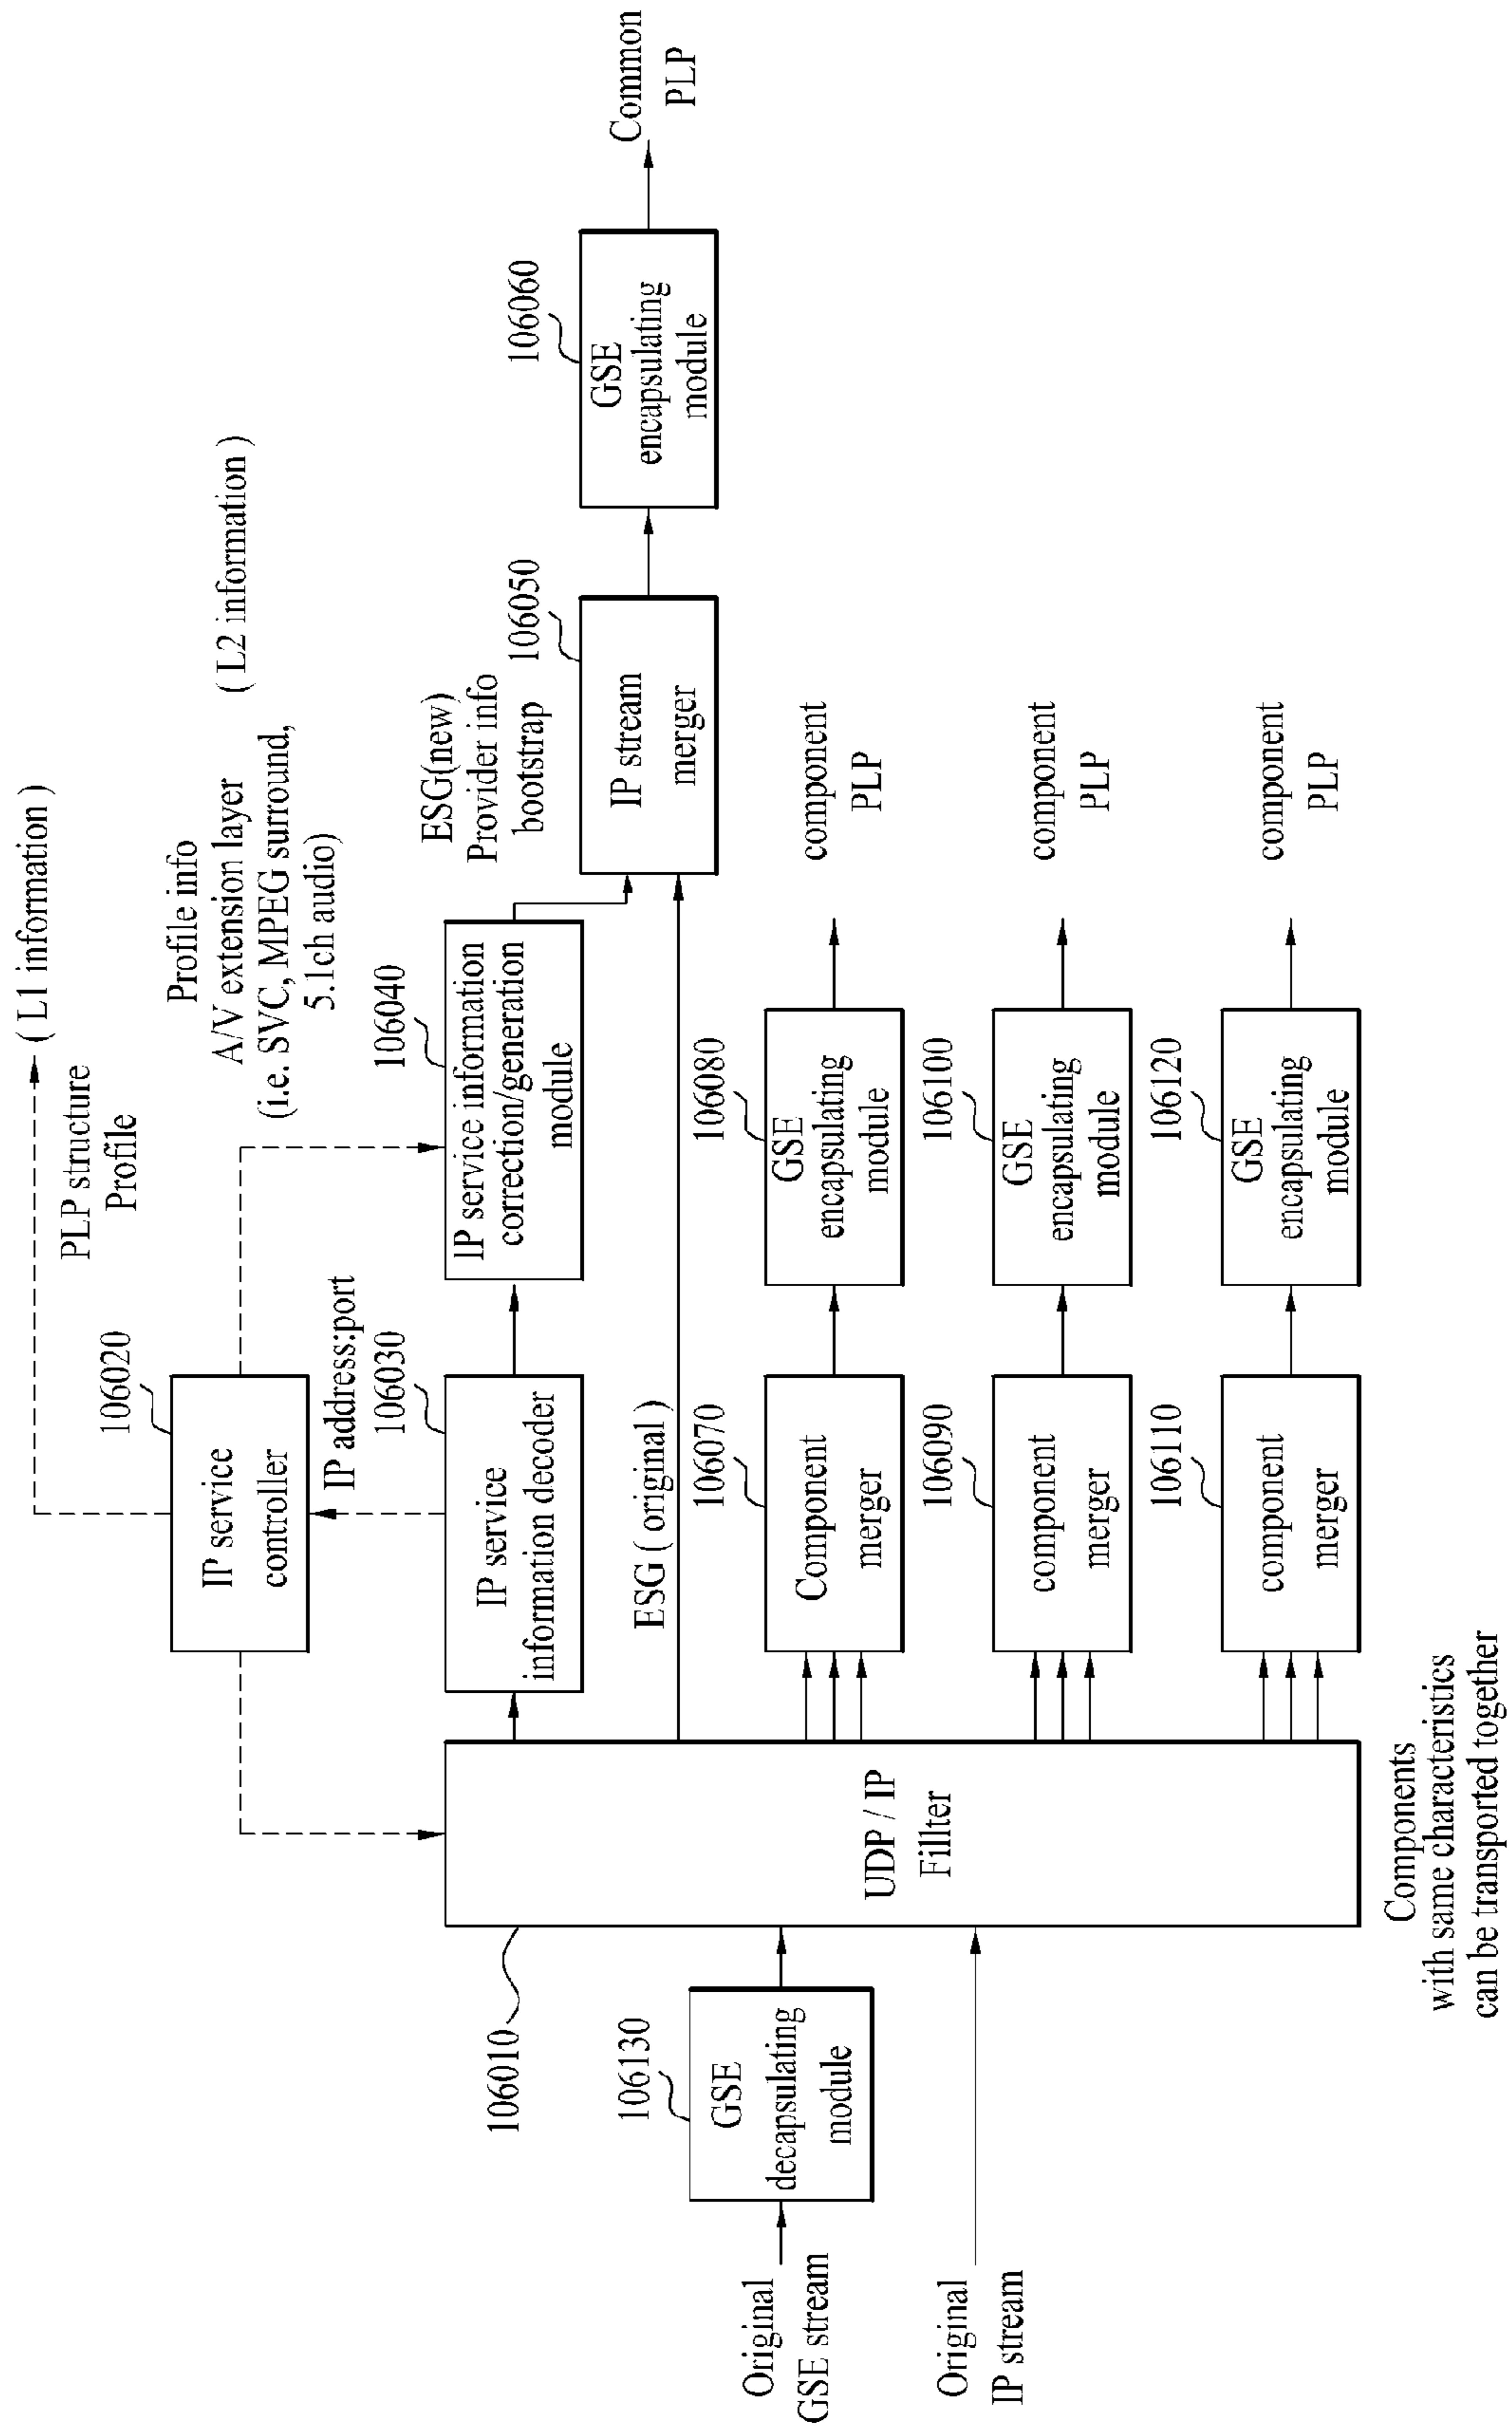 ( L1 information )
PLP structure
Profile
Profile info
A/V extension layer
(i.e. SVC, MPEG surround,
5.1ch audio)
( L2 information )
106020
IP service
controller
IP address:port
106030
IP service
information decoder
106040
IP service information
correction/generation
module
ESG(new)
Provider info
bootstrap
106050
IP stream
merger
106060
GSE
encapsulating
module
Common
PLP
ESG ( original )
106010
UDP / IP
Fillter
106130
GSE
decapsulating
module
Original
GSE stream
Original
IP stream
106070
Component
merger
106080
GSE
encapsulating
module
component
PLP
106090
component
merger
106100
GSE
encapsulating
module
component
PLP
106110
component
merger
106120
GSE
encapsulating
module
component
PLP
Components
with same characteristics
can be transported together